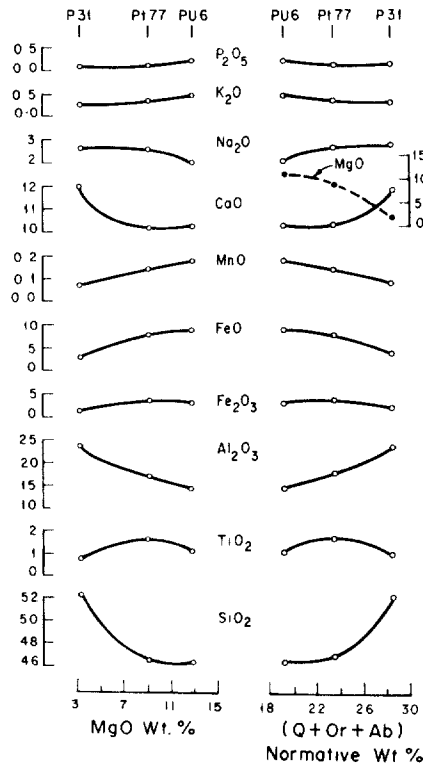 P31 Pt77 PU6 PU6 Pt77 P31
0 5
0 0
P2O5
0 5
0·0
K2O
3
2
Na2O
MgO
15
10
5
0
12
11
10
CaO
0 2
0 1
0 0
MnO
10
5
0
FeO
5
0
Fe2O3
25
20
15
10
Al2O3
2
1
0
TiO2
52
50
48
46
SiO2
3 7 11 15
MgO Wt. %
18 22 26 30
(Q+Or+Ab)
Normative Wt %